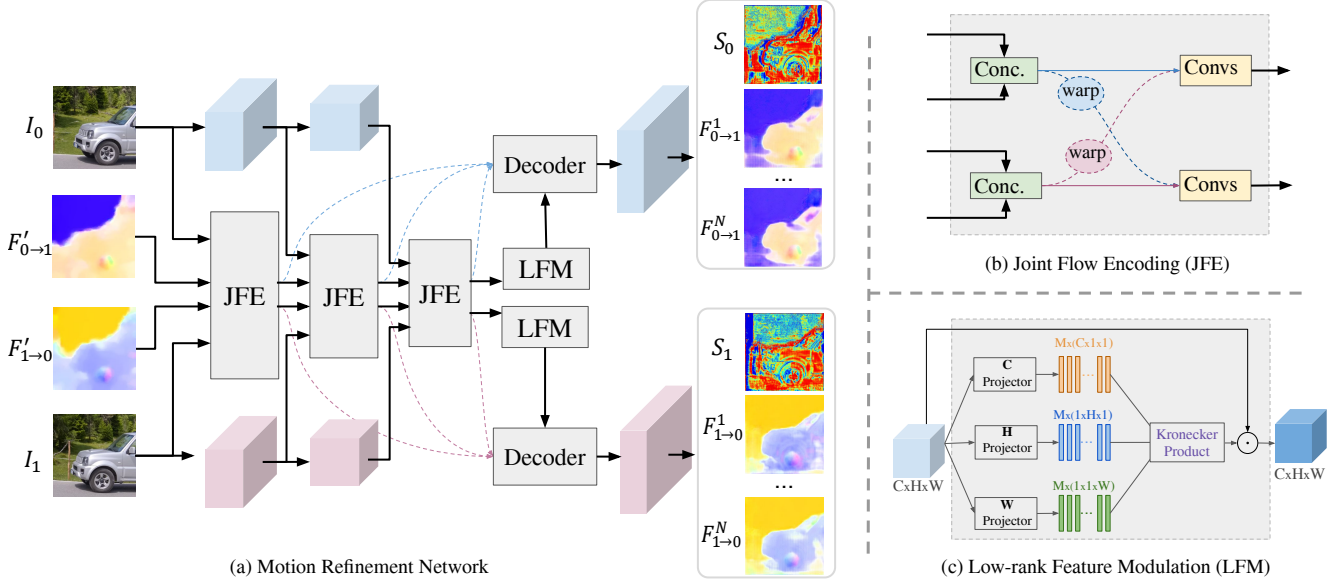 I₀
F′₀→₁
F′₁→₀
I₁
JFE
JFE
JFE
LFM
LFM
Decoder
Decoder
S₀
F¹₀→₁
...
Fᴺ₀→₁
S₁
F¹₁→₀
...
Fᴺ₁→₀
(a) Motion Refinement Network
Conc.
warp
Convs
warp
Conc.
Convs
(b) Joint Flow Encoding (JFE)
CxHxW
C
Projector
Mx(Cx1x1)
...
H
Projector
Mx(1xHx1)
...
W
Projector
Mx(1x1xW)
...
Kronecker
Product
CxHxW
(c) Low-rank Feature Modulation (LFM)